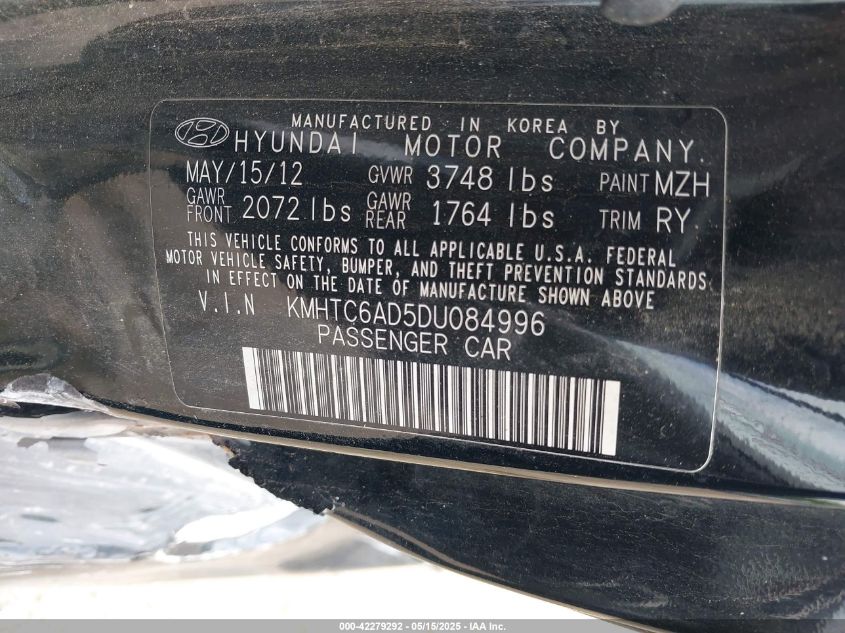 MANUFACTURED IN KOREA BY
HYUNDAI MOTOR COMPANY.
MAY/15/12 GVWR 3748 lbs PAINT MZH
GAWR FRONT 2072 lbs GAWR REAR 1764 lbs TRIM RY
THIS VEHICLE CONFORMS TO ALL APPLICABLE U.S.A. FEDERAL
MOTOR VEHICLE SAFETY, BUMPER, AND THEFT PREVENTION STANDARDS
IN EFFECT ON THE DATE OF MANUFACTURE SHOWN ABOVE
V.I.N KMHTC6AD5DU084996
PASSENGER CAR
000-42279292 - 05/15/2025 - IAA Inc.